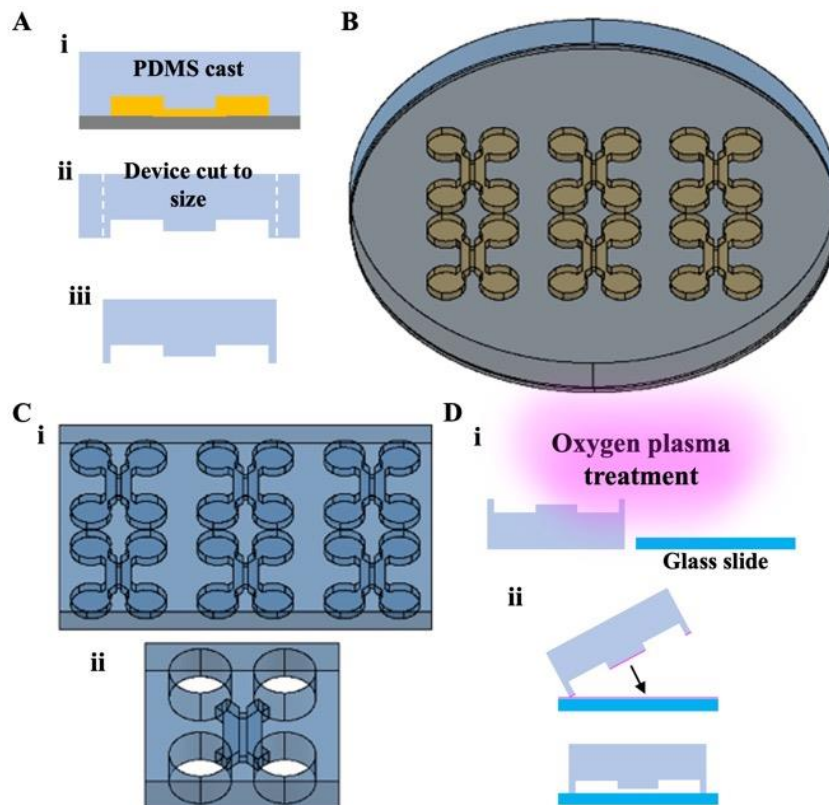 A
i
PDMS cast
ii
Device cut to
size
iii
B
C
i
ii
D
i
Oxygen plasma
treatment
Glass slide
ii